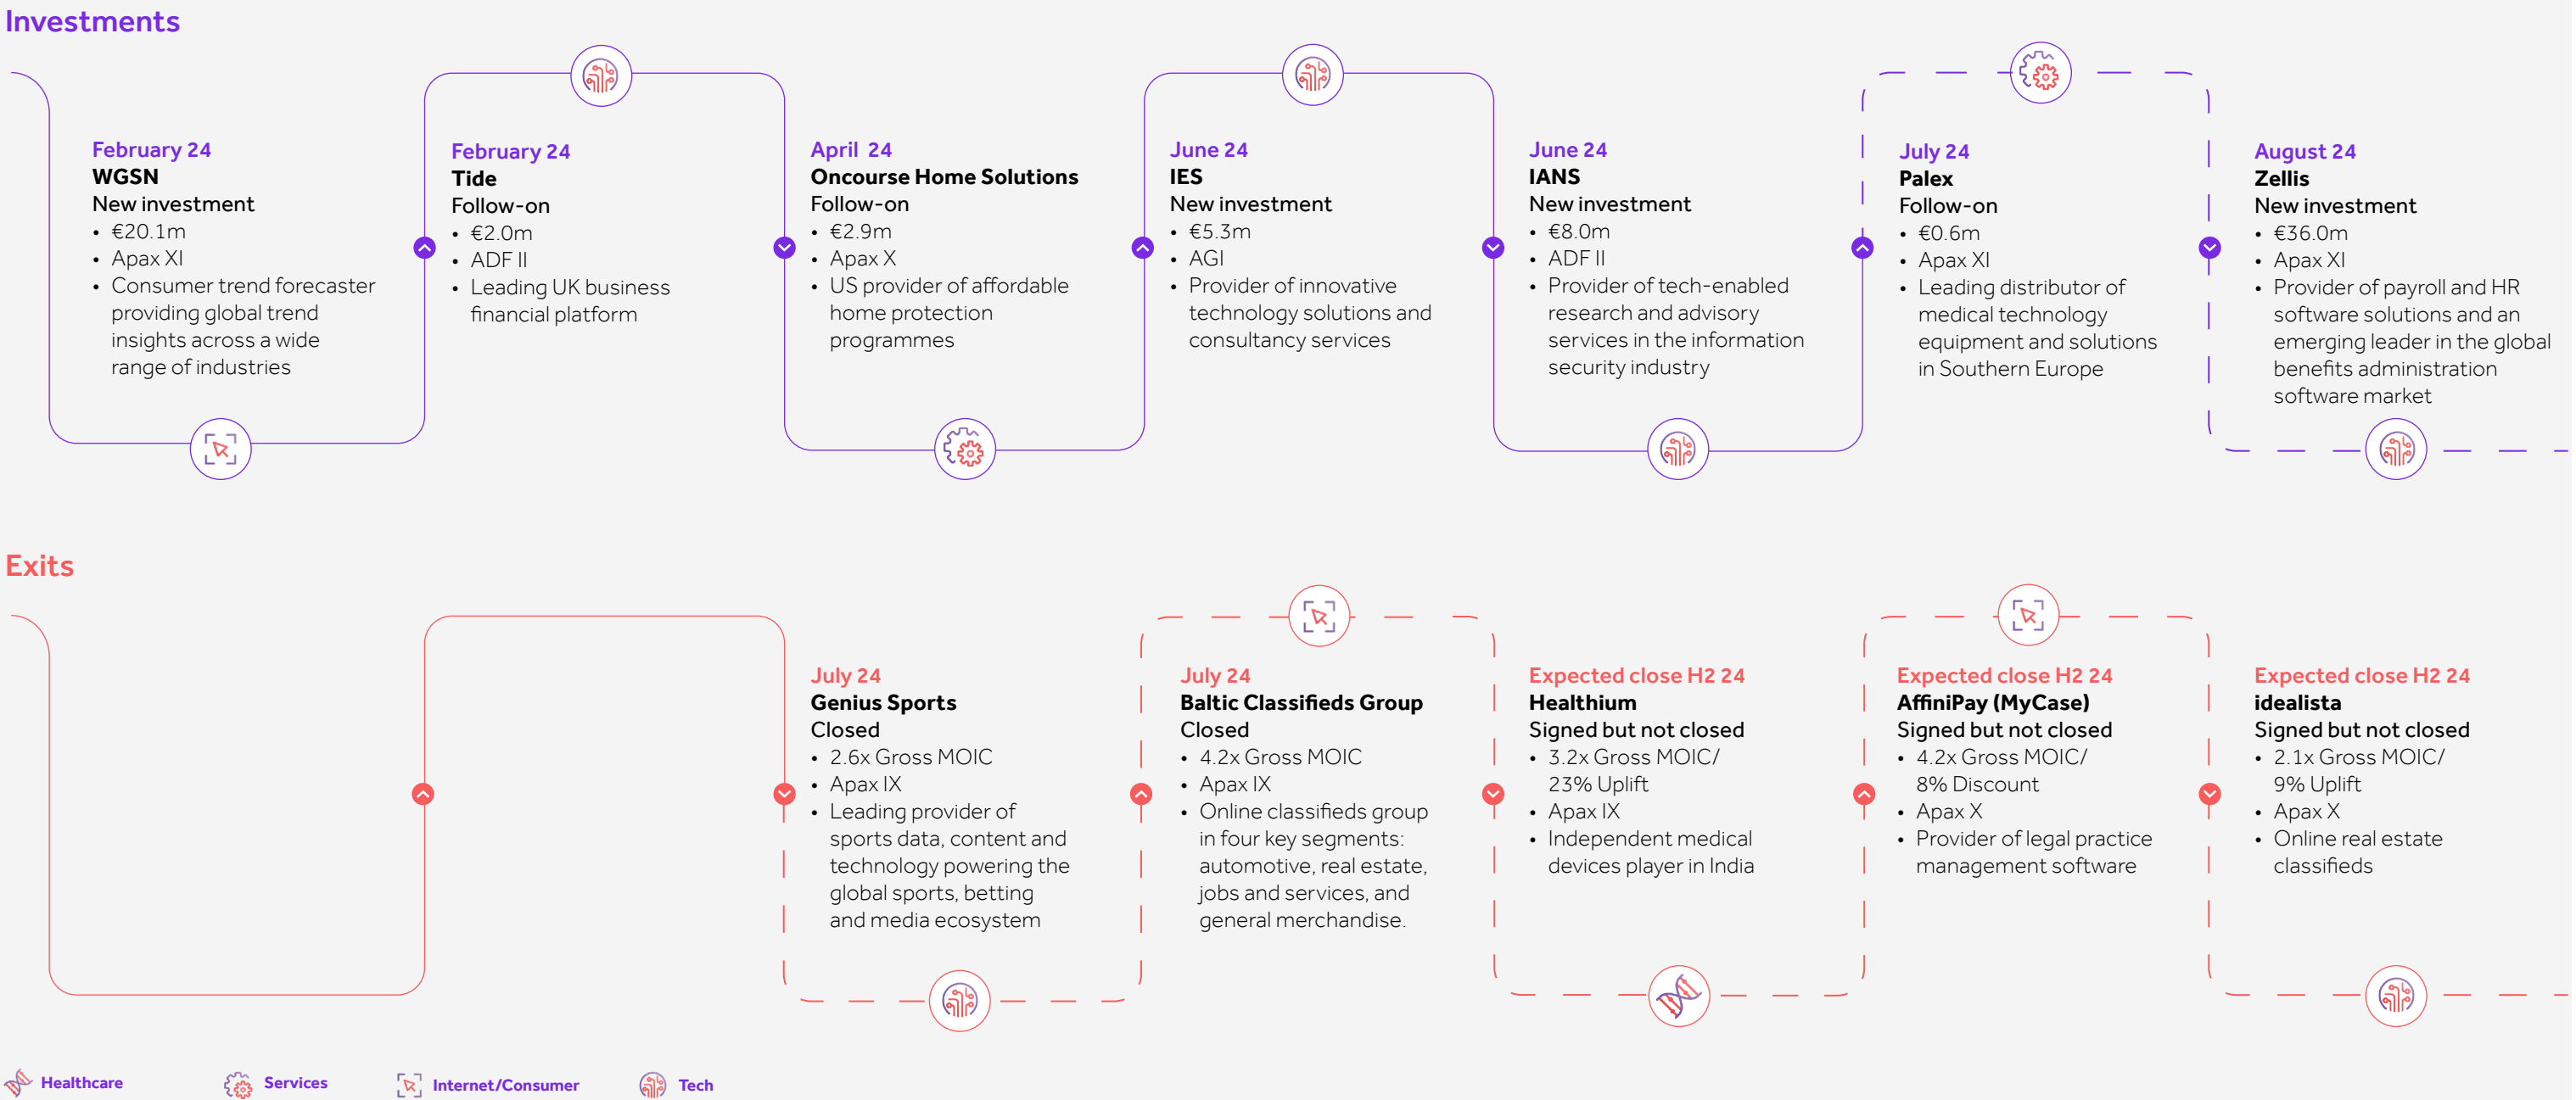 Investments
February 24
WGSN
New investment
• €20.1m
• Apax XI
• Consumer trend forecaster
providing global trend
insights across a wide
range of industries
February 24
Tide
Follow-on
• €2.0m
• ADF II
• Leading UK business
financial platform
April 24
Oncourse Home Solutions
Follow-on
• €2.9m
• Apax X
• US provider of affordable
home protection
programmes
June 24
IES
New investment
• €5.3m
• AGI
• Provider of innovative
technology solutions and
consultancy services
June 24
IANS
New investment
• €8.0m
• ADF II
• Provider of tech-enabled
research and advisory
services in the information
security industry
July 24
Palex
Follow-on
• €0.6m
• Apax XI
• Leading distributor of
medical technology
equipment and solutions
in Southern Europe
August 24
Zellis
New investment
• €36.0m
• Apax XI
• Provider of payroll and HR
software solutions and an
emerging leader in the global
benefits administration
software market
Exits
July 24
Genius Sports
Closed
• 2.6x Gross MOIC
• Apax IX
• Leading provider of
sports data, content and
technology powering the
global sports, betting
and media ecosystem
July 24
Baltic Classifieds Group
Closed
• 4.2x Gross MOIC
• Apax IX
• Online classifieds group
in four key segments:
automotive, real estate,
jobs and services, and
general merchandise.
Expected close H2 24
Healthium
Signed but not closed
• 3.2x Gross MOIC/
23% Uplift
• Apax IX
• Independent medical
devices player in India
Expected close H2 24
AffiniPay (MyCase)
Signed but not closed
• 4.2x Gross MOIC/
8% Discount
• Apax X
• Provider of legal practice
management software
Expected close H2 24
idealista
Signed but not closed
• 2.1x Gross MOIC/
9% Uplift
• Apax X
• Online real estate
classifieds
Healthcare
Services
Internet/Consumer
Tech